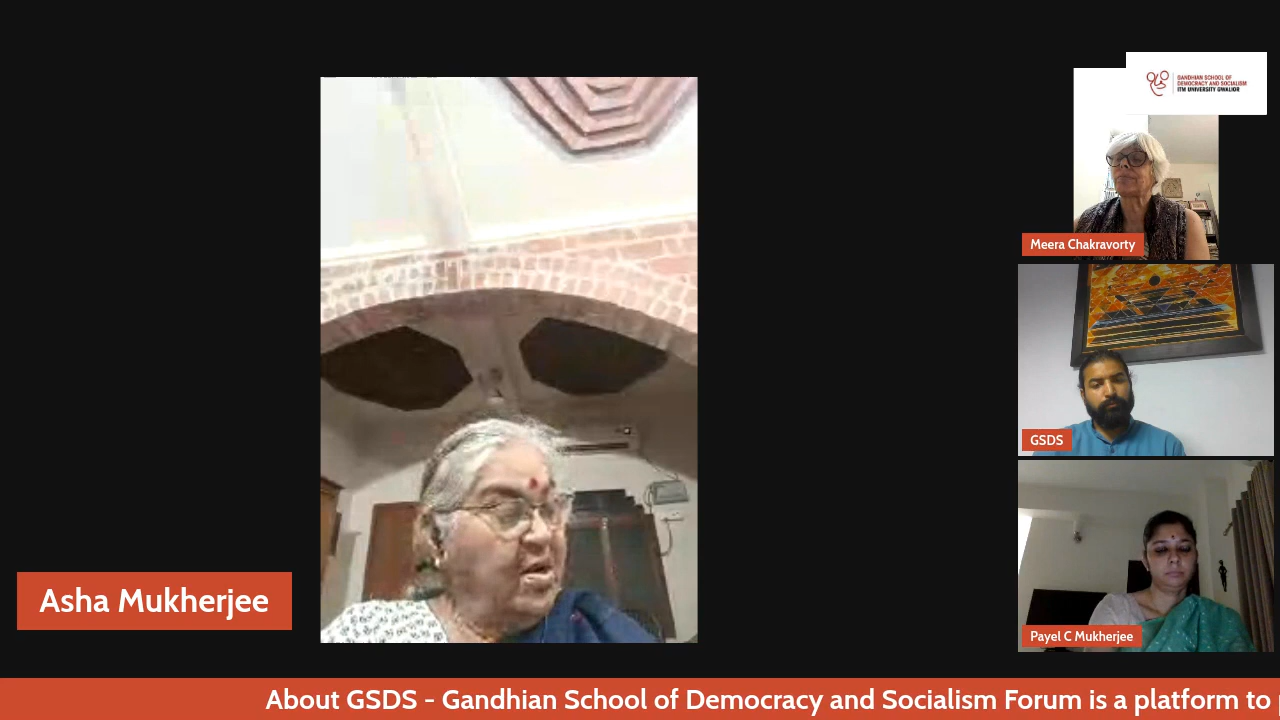 GANDHIAN SCHOOL OF
DEMOCRACY AND SOCIALISM
ITM UNIVERSITY GWALIOR
Meera Chakravorty
GSDS
Asha Mukherjee
Payel C Mukherjee
About GSDS - Gandhian School of Democracy and Socialism Forum is a platform to